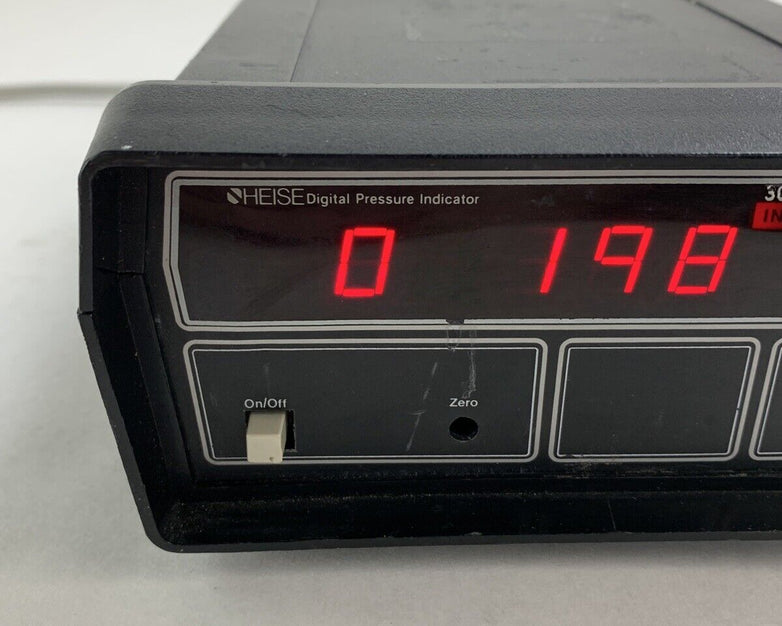 HEISE Digital Pressure Indicator
0 198
On/Off
Zero